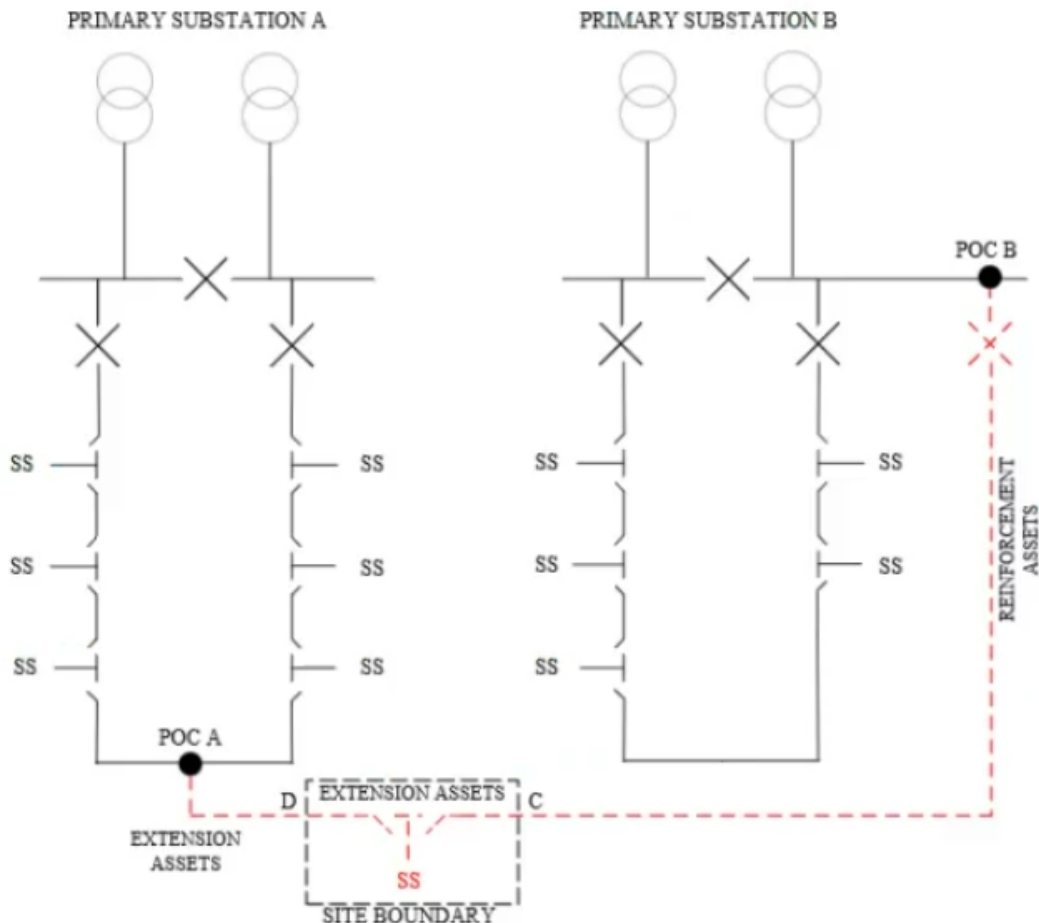 PRIMARY SUBSTATION A
PRIMARY SUBSTATION B
POC B
SS
SS
SS
SS
SS
SS
SS
SS
SS
SS
SS
REINFORCEMENT
ASSETS
POC A
D
EXTENSION ASSETS
C
EXTENSION
ASSETS
SS
SITE BOUNDARY